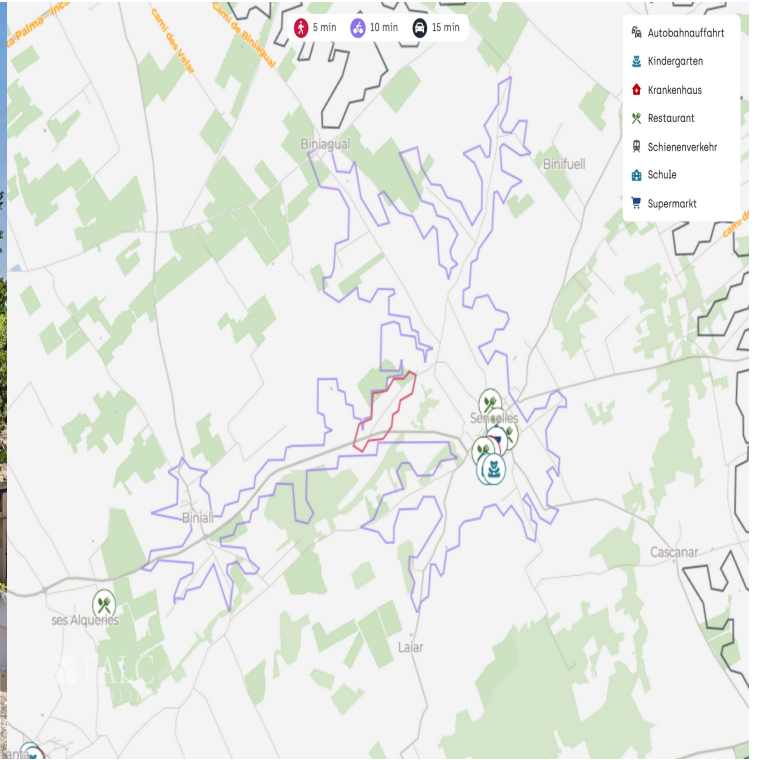 5 min
10 min
15 min
Autobahnauffahrt
Kindergarten
Krankenhaus
Restaurant
Schienenverkehr
Schule
Supermarkt
camí des Velar
Camí de Biniagual
Biniagual
Binifuell
Sencelles
Biniali
Cascanar
ses Alqueries
Laiar
FALC